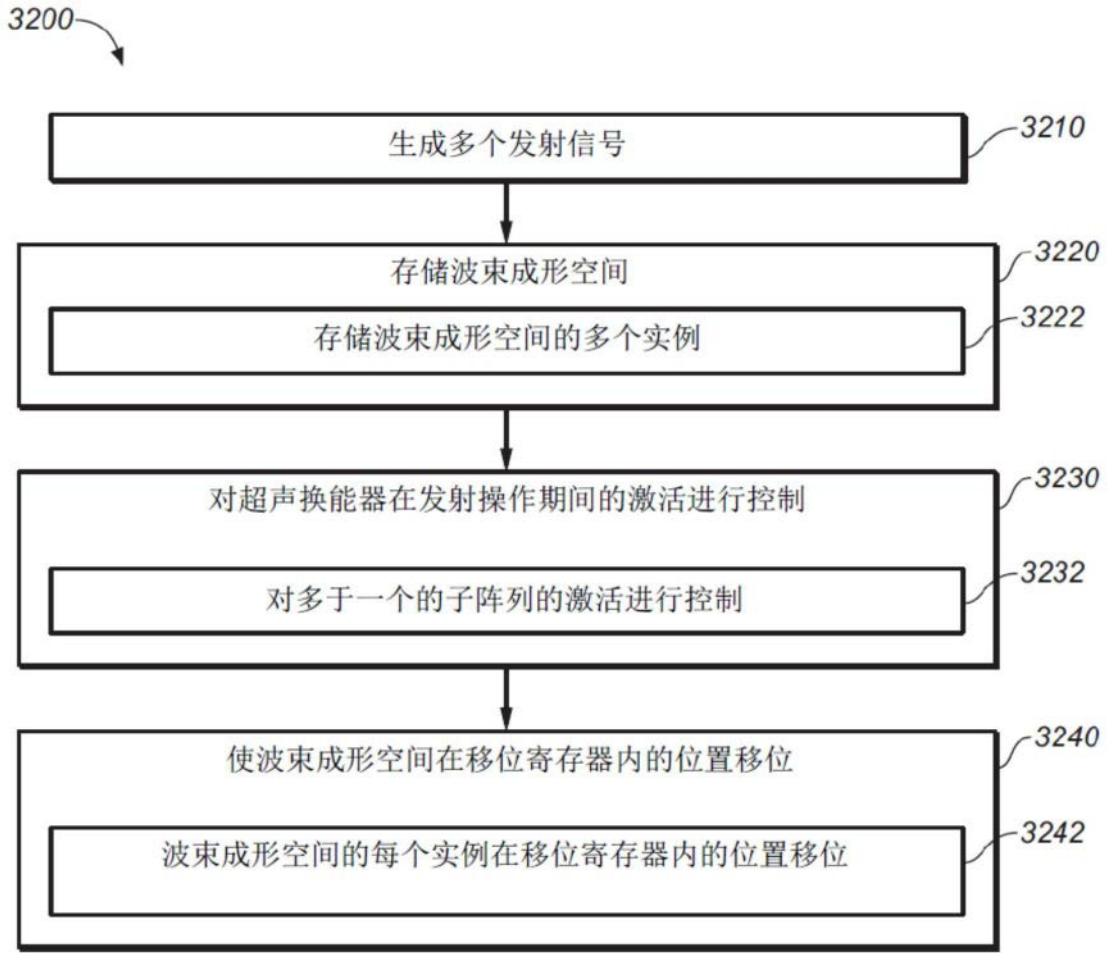 3200
生成多个发射信号
3210
存储波束成形空间
3220
存储波束成形空间的多个实例
3222
对超声换能器在发射操作期间的激活进行控制
3230
对多于一个的子阵列的激活进行控制
3232
使波束成形空间在移位寄存器内的位置移位
3240
波束成形空间的每个实例在移位寄存器内的位置移位
3242